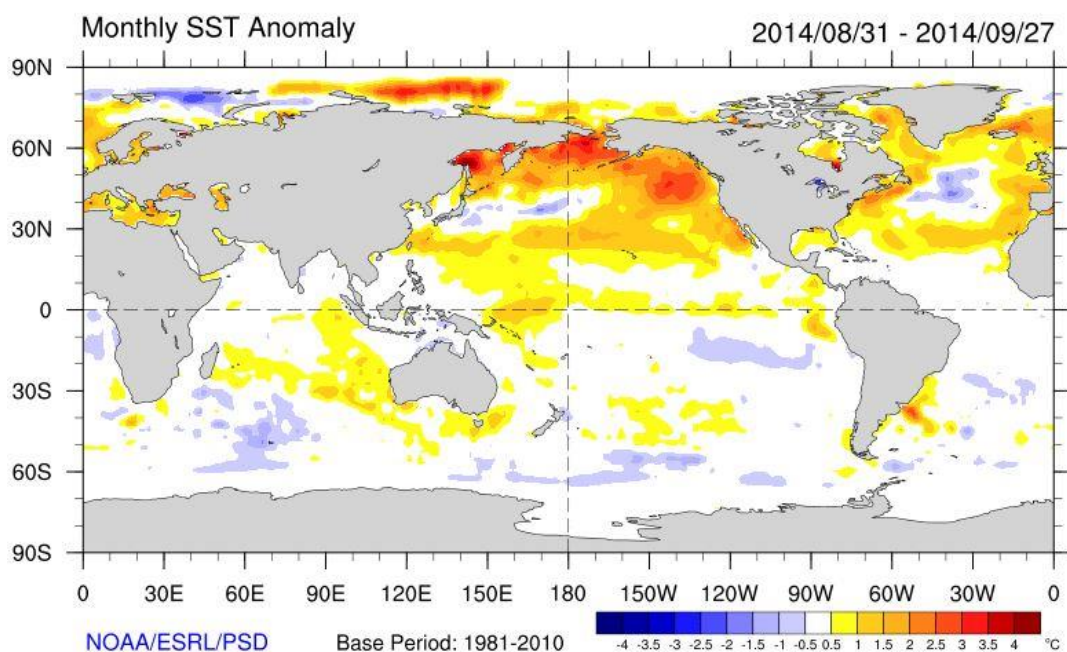 Monthly SST Anomaly 2014/08/31 - 2014/09/27
90N
60N
30N
0
30S
60S
90S
0 30E 60E 90E 120E 150E 180 150W 120W 90W 60W 30W 0
NOAA/ESRL/PSD Base Period: 1981-2010
-4 -3.5 -3 -2.5 -2 -1.5 -1 -0.5 0.5 1 1.5 2 2.5 3 3.5 4 °C